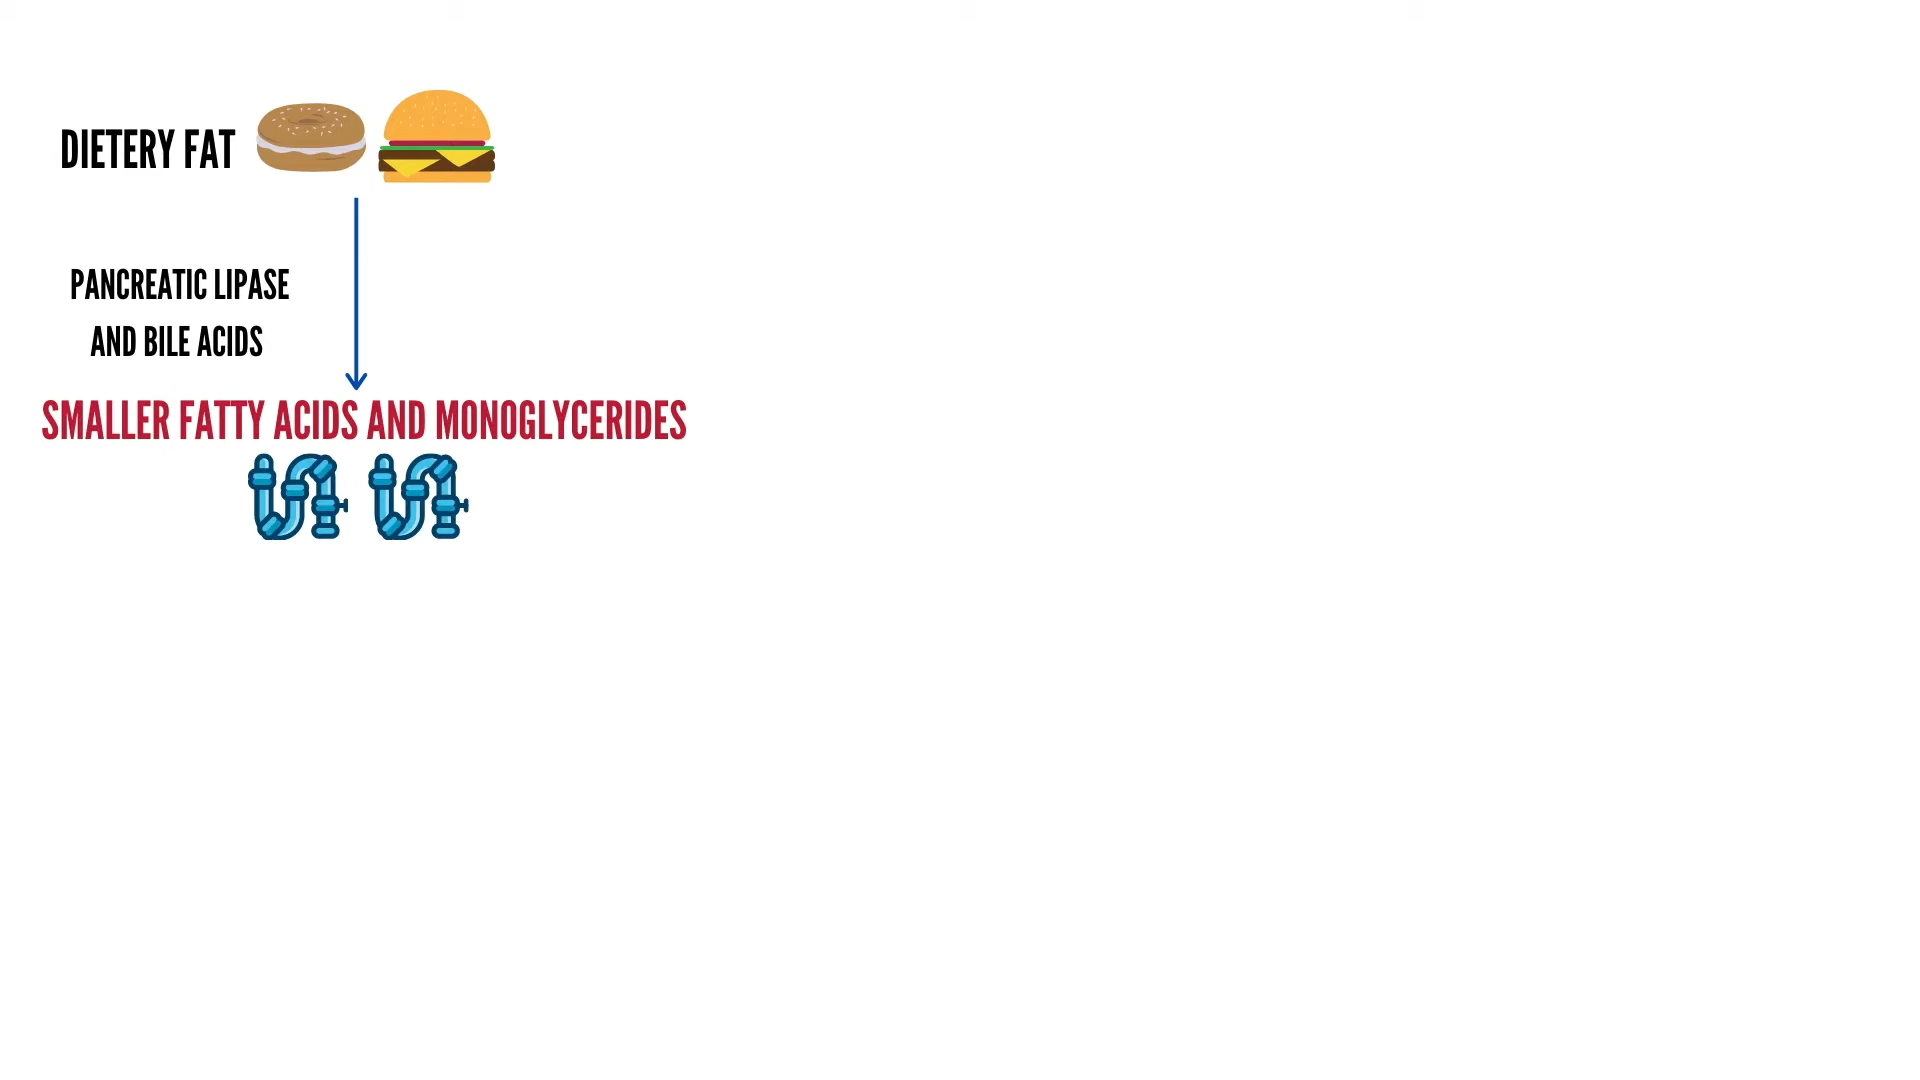 DIETERY FAT
PANCREATIC LIPASE
AND BILE ACIDS
SMALLER FATTY ACIDS AND MONOGLYCERIDES